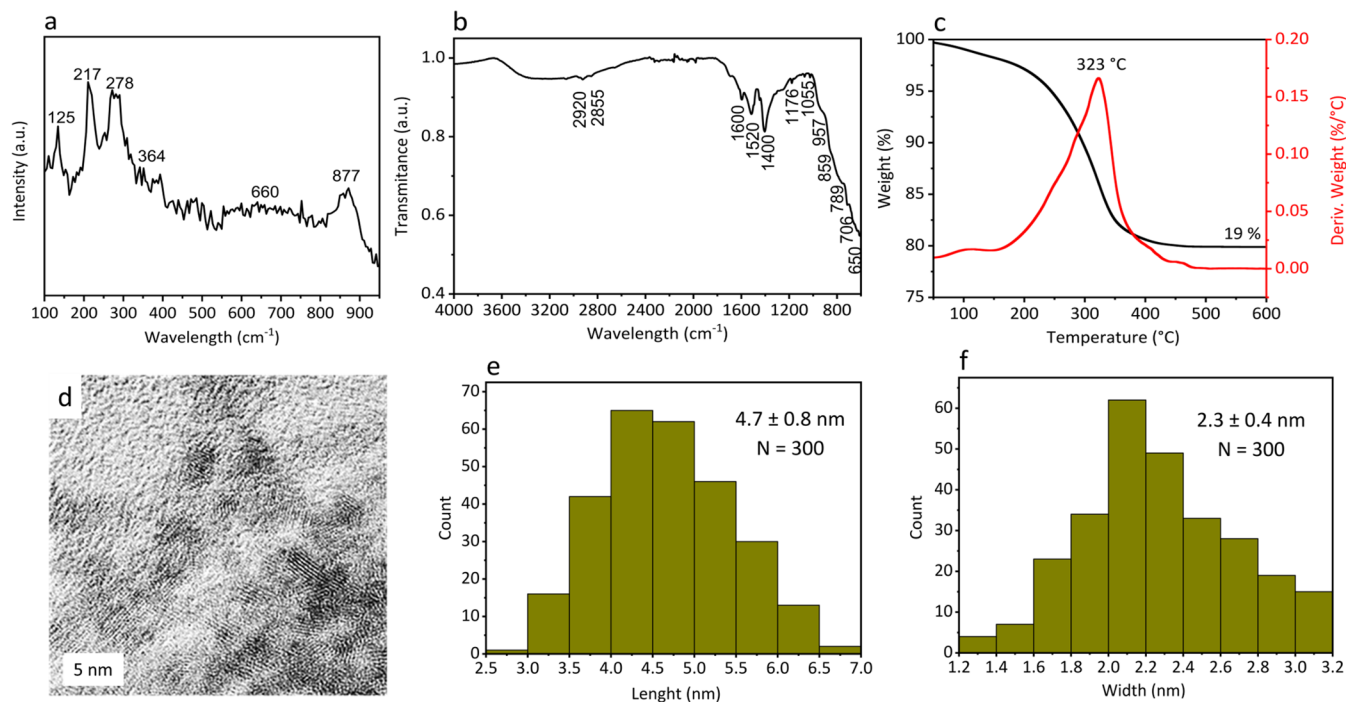 a
217
278
125
364
660
877
Intensity (a.u.)
100 200 300 400 500 600 700 800 900
Wavelength (cm-1)
b
1.0
0.8
0.6
0.4
Transmitance (a.u.)
2920
2855
1600
1520
1400
1176
1055
957
859
789
706
650
4000 3600 3200 2800 2400 2000 1600 1200 800
Wavelength (cm-1)
c
100
95
90
85
80
75
Weight (%)
323 °C
19 %
0.20
0.15
0.10
0.05
0.00
Deriv. Weight (%/°C)
100 200 300 400 500 600
Temperature (°C)
d
5 nm
e
60
50
40
30
20
10
0
Count
4.7 ± 0.8 nm
N = 300
2.5 3.0 3.5 4.0 4.5 5.0 5.5 6.0 6.5 7.0
Lenght (nm)
f
60
50
40
30
20
10
0
Count
2.3 ± 0.4 nm
N = 300
1.2 1.4 1.6 1.8 2.0 2.2 2.4 2.6 2.8 3.0 3.2
Width (nm)